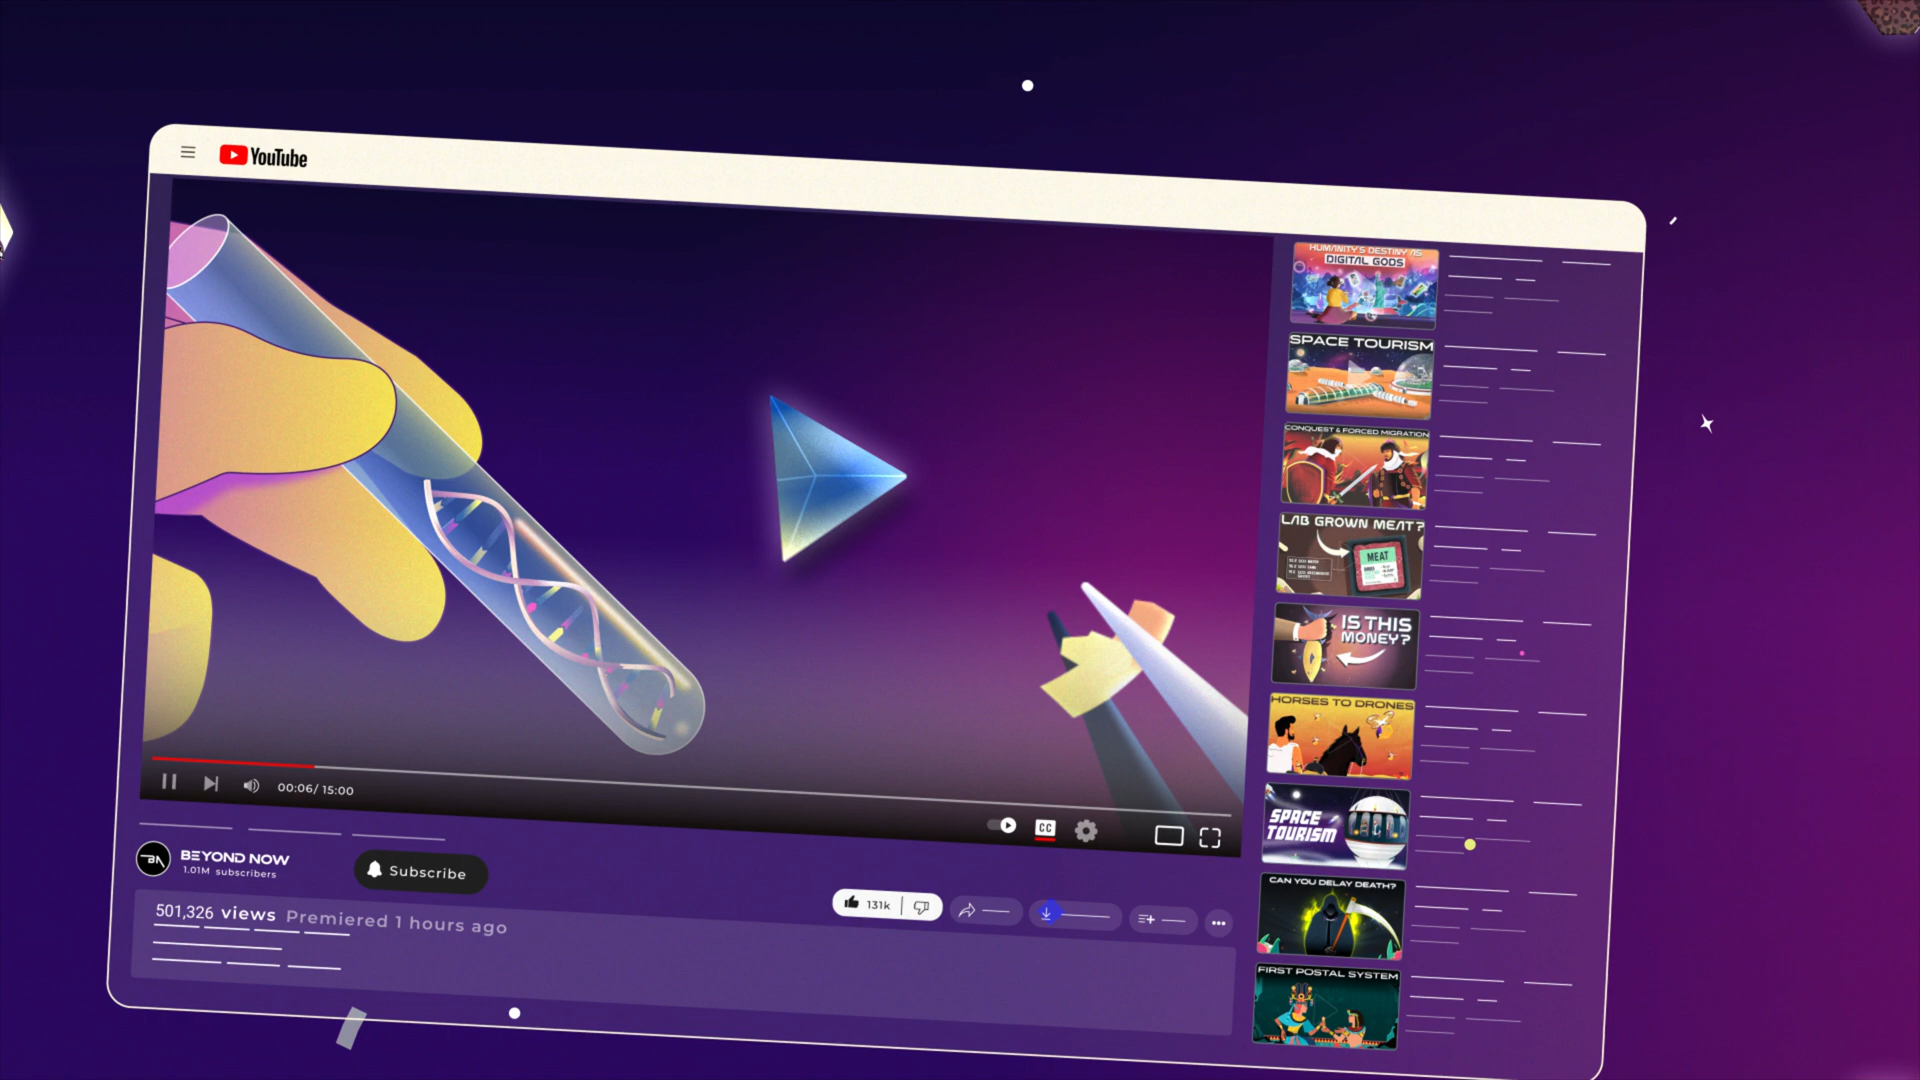 YouTube
00:06/ 15:00
CC
BEYOND NOW
1.01M subscribers
Subscribe
131k
501,326 views Premiered 1 hours ago
HUMANITY'S DESTINY AS
DIGITAL GODS
SPACE TOURISM
CONQUEST & FORCED MIGRATION
LAB GROWN MEAT?
MEAT
IS THIS
MONEY?
HORSES TO DRONES
SPACE
TOURISM
CAN YOU DELAY DEATH?
FIRST POSTAL SYSTEM